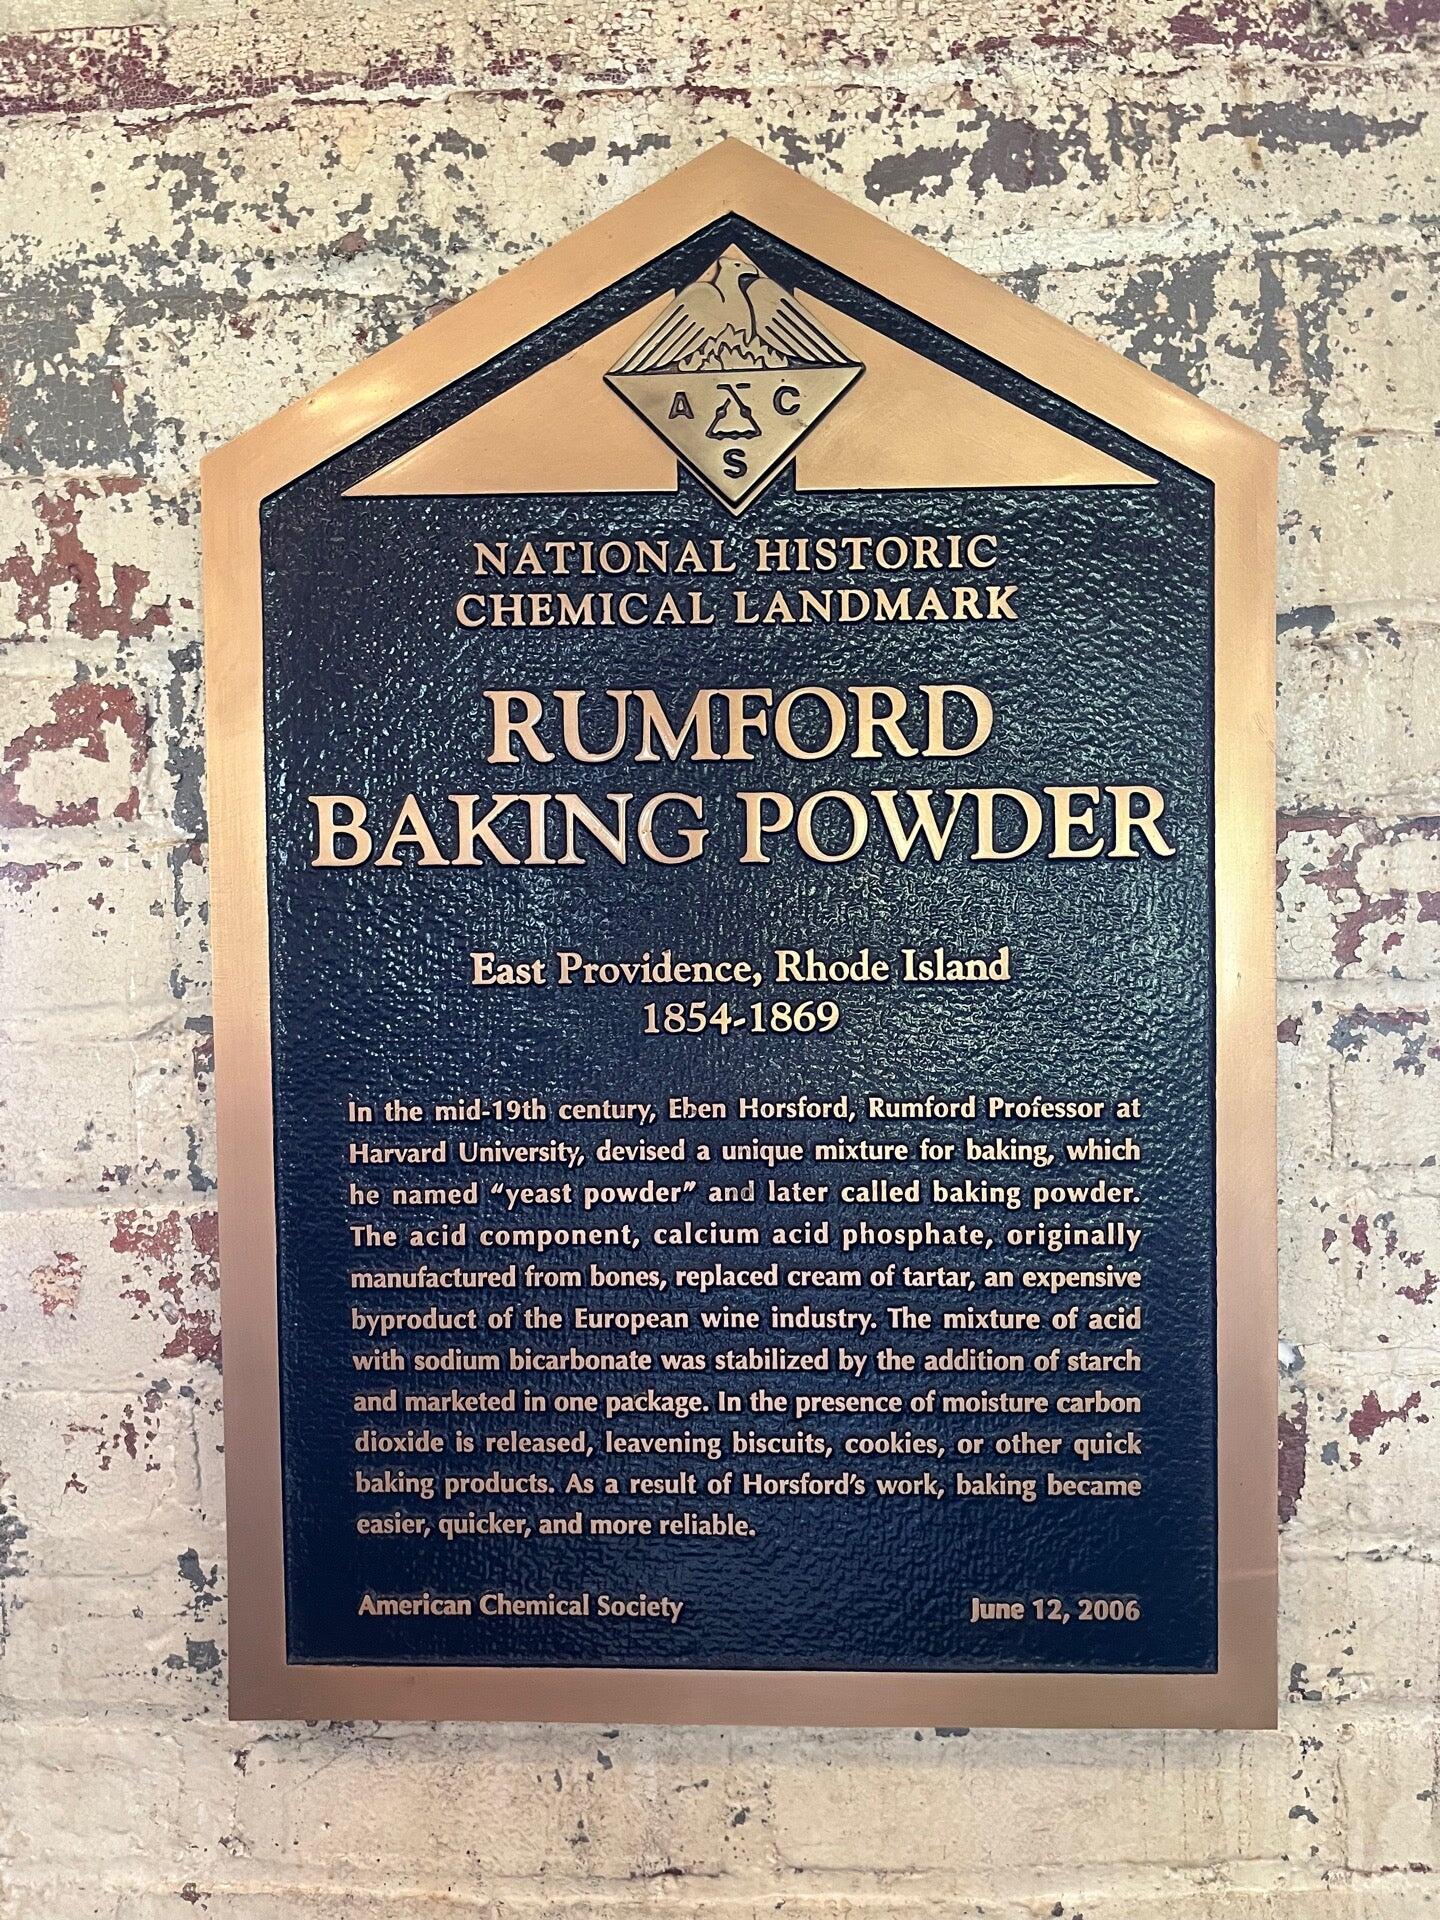 A C
S
NATIONAL HISTORIC
CHEMICAL LANDMARK
RUMFORD
BAKING POWDER
East Providence, Rhode Island
1854-1869
In the mid-19th century, Eben Horsford, Rumford Professor at
Harvard University, devised a unique mixture for baking, which
he named “yeast powder” and later called baking powder.
The acid component, calcium acid phosphate, originally
manufactured from bones, replaced cream of tartar, an expensive
byproduct of the European wine industry. The mixture of acid
with sodium bicarbonate was stabilized by the addition of starch
and marketed in one package. In the presence of moisture carbon
dioxide is released, leavening biscuits, cookies, or other quick
baking products. As a result of Horsford’s work, baking became
easier, quicker, and more reliable.
American Chemical Society June 12, 2006